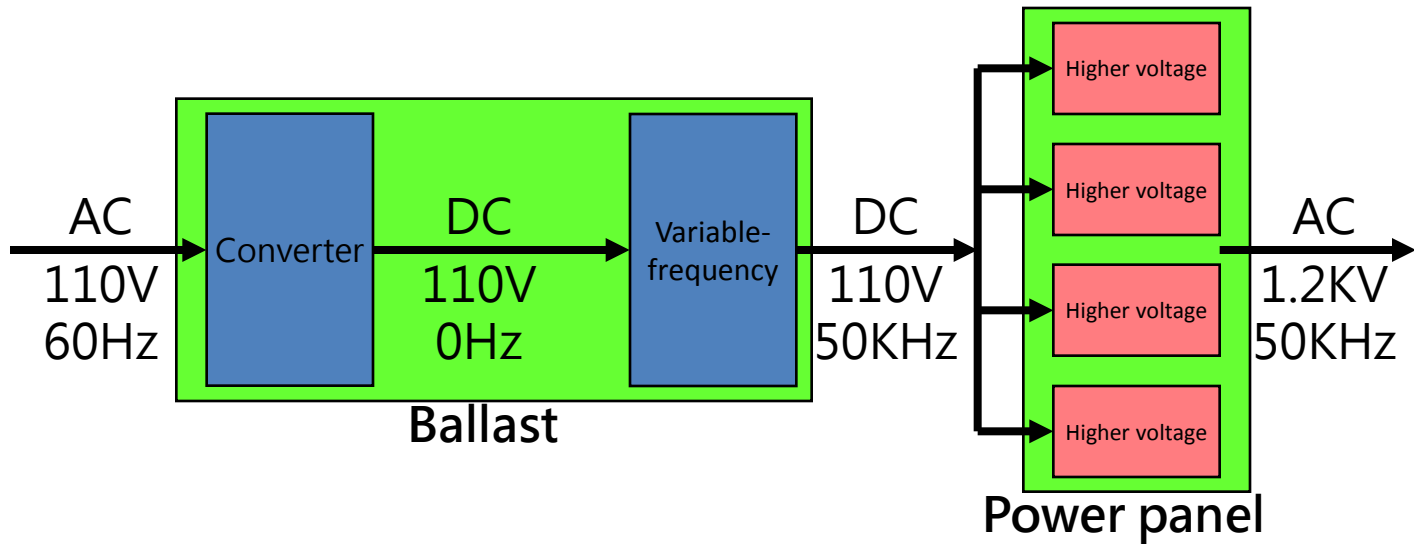 AC
110V
60Hz
Converter
DC
110V
0Hz
Variable-
frequency
Ballast
DC
110V
50KHz
Higher voltage
Higher voltage
Higher voltage
Higher voltage
Power panel
AC
1.2KV
50KHz